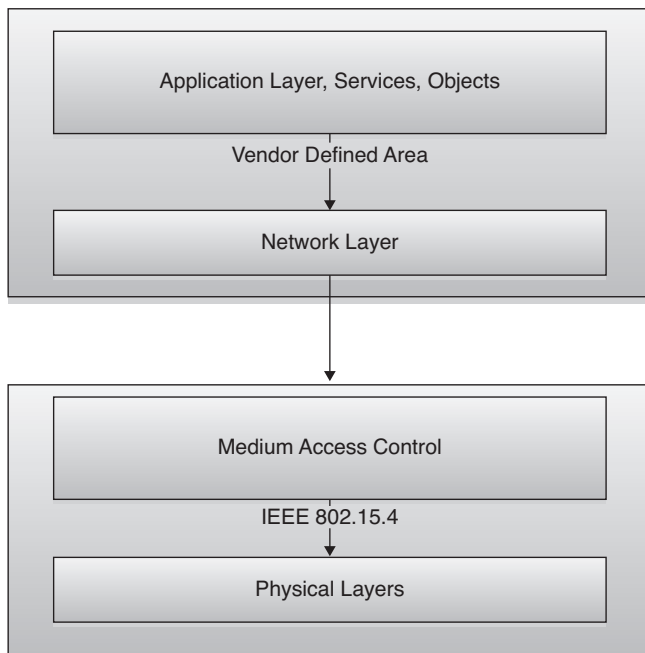 Application Layer, Services, Objects
Vendor Defined Area
Network Layer
Medium Access Control
IEEE 802.15.4
Physical Layers